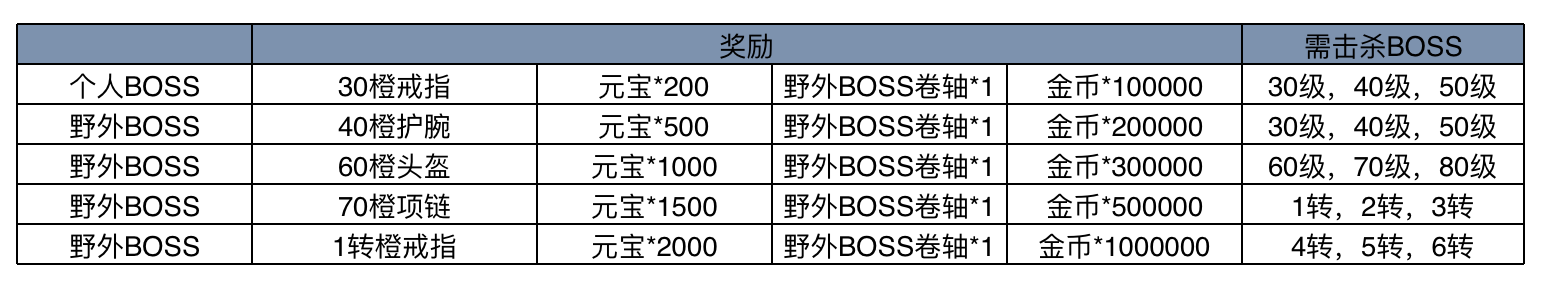 奖励 需击杀BOSS
个人BOSS 30橙戒指 元宝*200 野外BOSS卷轴*1 金币*100000 30级，40级，50级
野外BOSS 40橙护腕 元宝*500 野外BOSS卷轴*1 金币*200000 30级，40级，50级
野外BOSS 60橙头盔 元宝*1000 野外BOSS卷轴*1 金币*300000 60级，70级，80级
野外BOSS 70橙项链 元宝*1500 野外BOSS卷轴*1 金币*500000 1转，2转，3转
野外BOSS 1转橙戒指 元宝*2000 野外BOSS卷轴*1 金币*1000000 4转，5转，6转